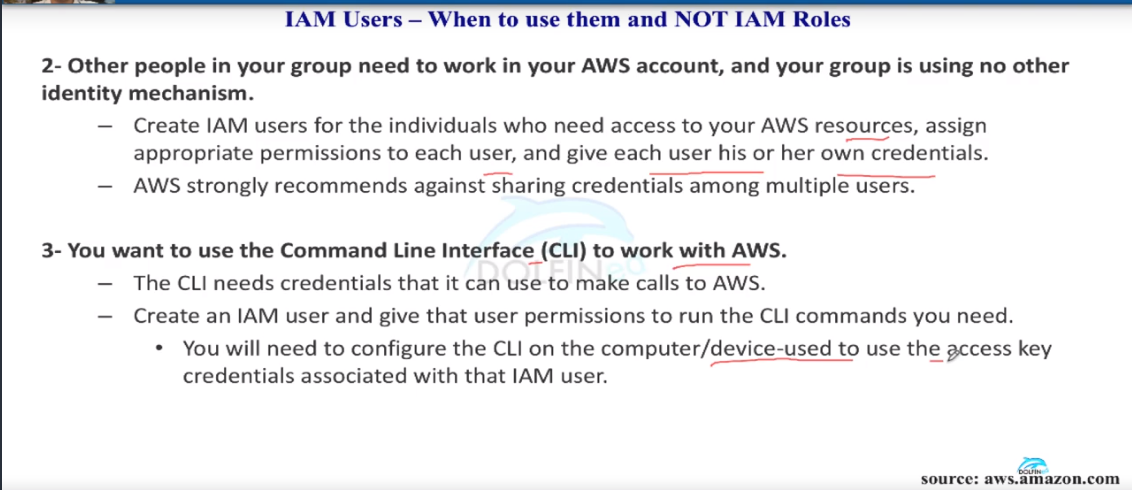 IAM Users – When to use them and NOT IAM Roles
2- Other people in your group need to work in your AWS account, and your group is using no other
identity mechanism.
– Create IAM users for the individuals who need access to your AWS resources, assign
appropriate permissions to each user, and give each user his or her own credentials.
– AWS strongly recommends against sharing credentials among multiple users.
DOLFINed
3- You want to use the Command Line Interface (CLI) to work with AWS.
– The CLI needs credentials that it can use to make calls to AWS.
– Create an IAM user and give that user permissions to run the CLI commands you need.
• You will need to configure the CLI on the computer/device-used to use the access key
credentials associated with that IAM user.
DOLFINed
source: aws.amazon.com